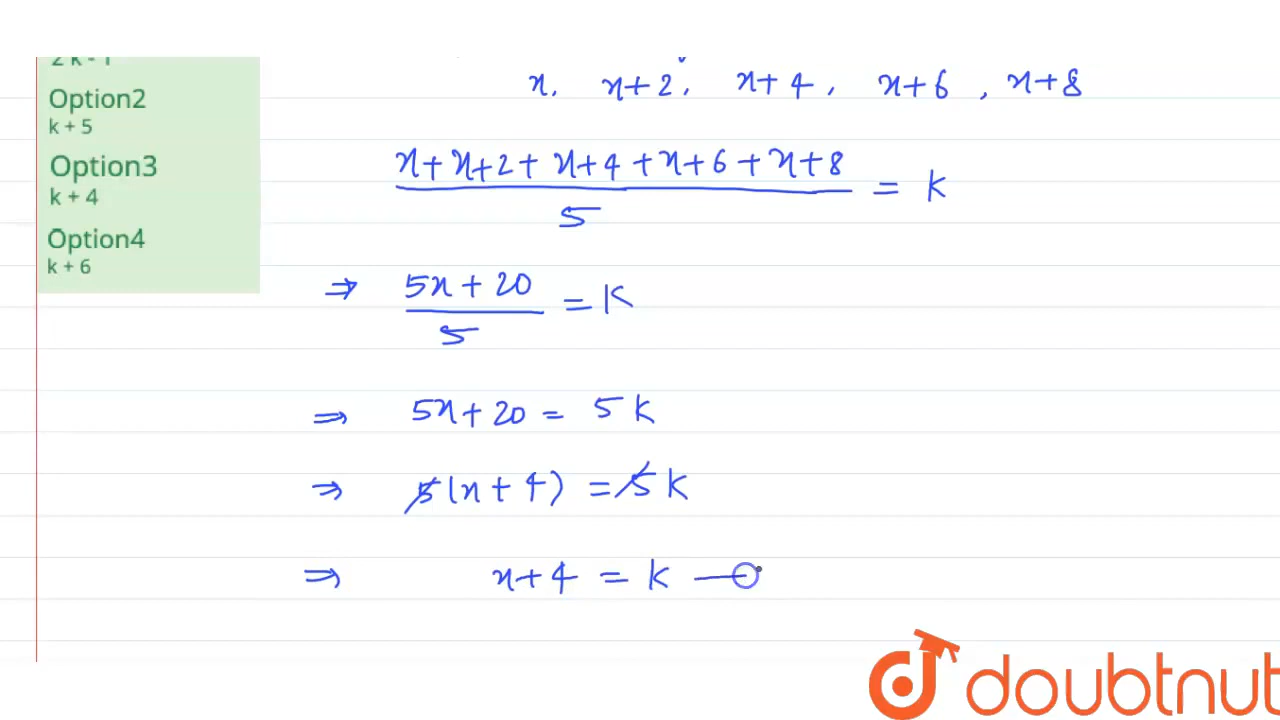 2 k - 1
Option2
k + 5
Option3
k + 4
Option4
k + 6
x, x+2, x+4, x+6, x+8
x+x+2+x+4+x+6+x+8
= k
5
⇒ 5x+20
= k
5
⇒ 5x+20 = 5k
⇒ 5(x+4) = 5k
⇒ x+4 = k
doubtnut